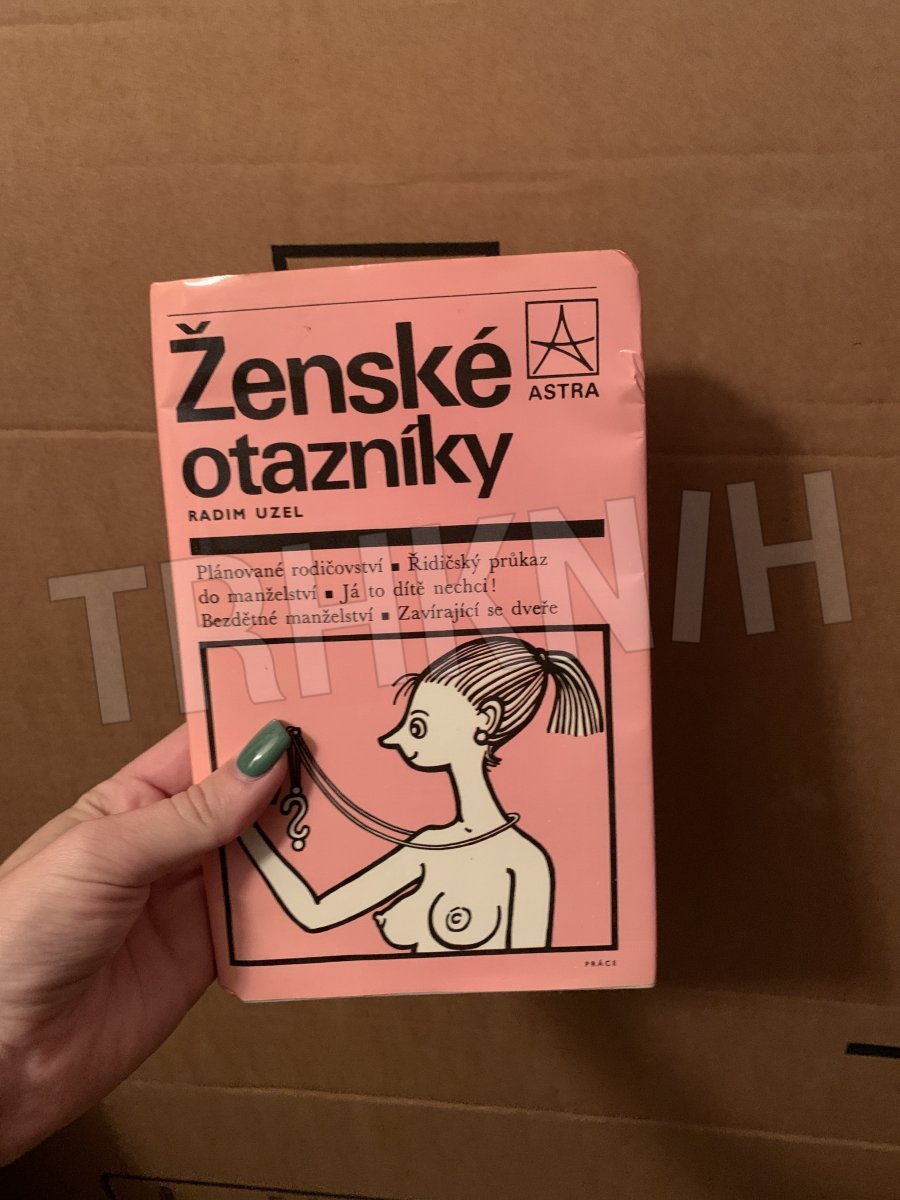 Ženské
otazníky
ASTRA
RADIM UZEL
Plánované rodičovství ■ Řidičský průkaz
do manželství ■ Já to dítě nechci!
Bezdětné manželství ■ Zavírající se dveře
TRHKNIH
?
PRÁCE